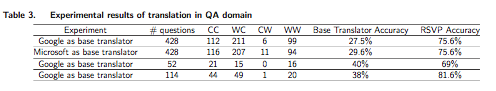 Table 3. Experimental results of translation in QA domain
Experiment # questions CC WC CW WW Base Translator Accuracy RSVP Accuracy
Google as base translator 428 112 211 6 99 27.5% 75.6%
Microsoft as base translator 428 116 207 11 94 29.6% 75.6%
Google as base translator 52 21 15 0 16 40% 69%
Google as base translator 114 44 49 1 20 38% 81.6%